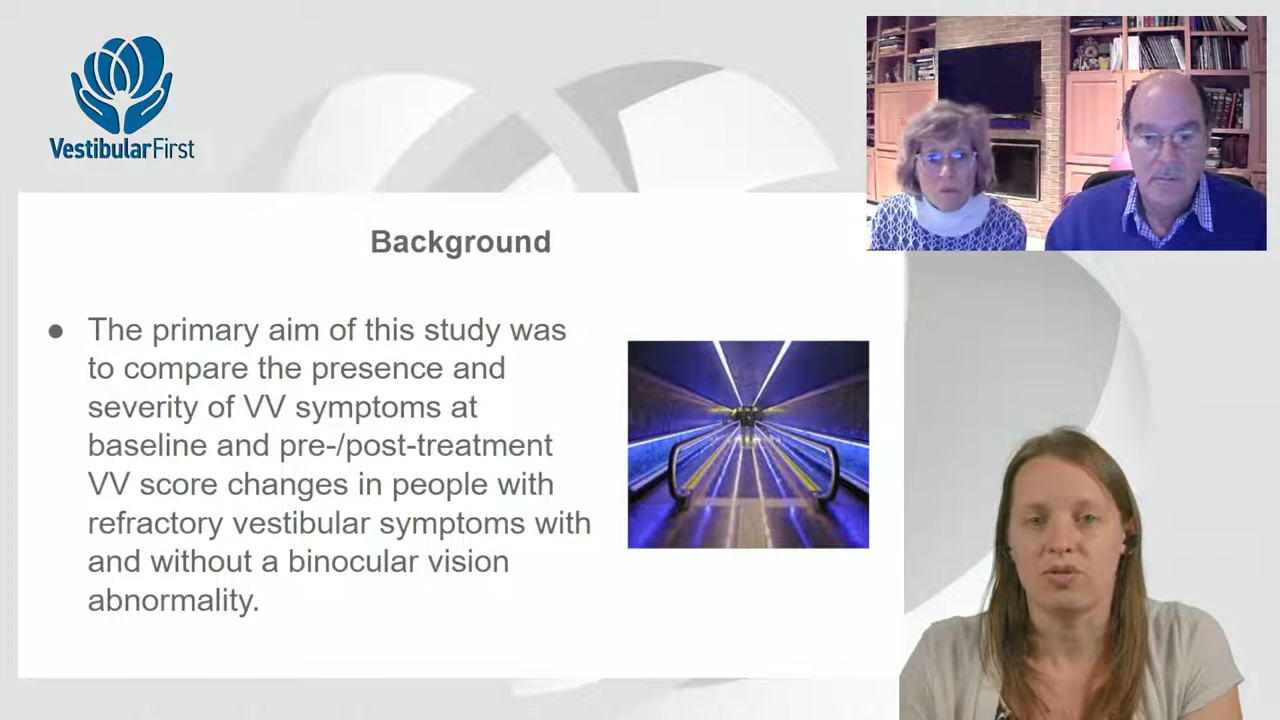 VestibularFirst
Background
● The primary aim of this study was
to compare the presence and
severity of VV symptoms at
baseline and pre-/post-treatment
VV score changes in people with
refractory vestibular symptoms with
and without a binocular vision
abnormality.